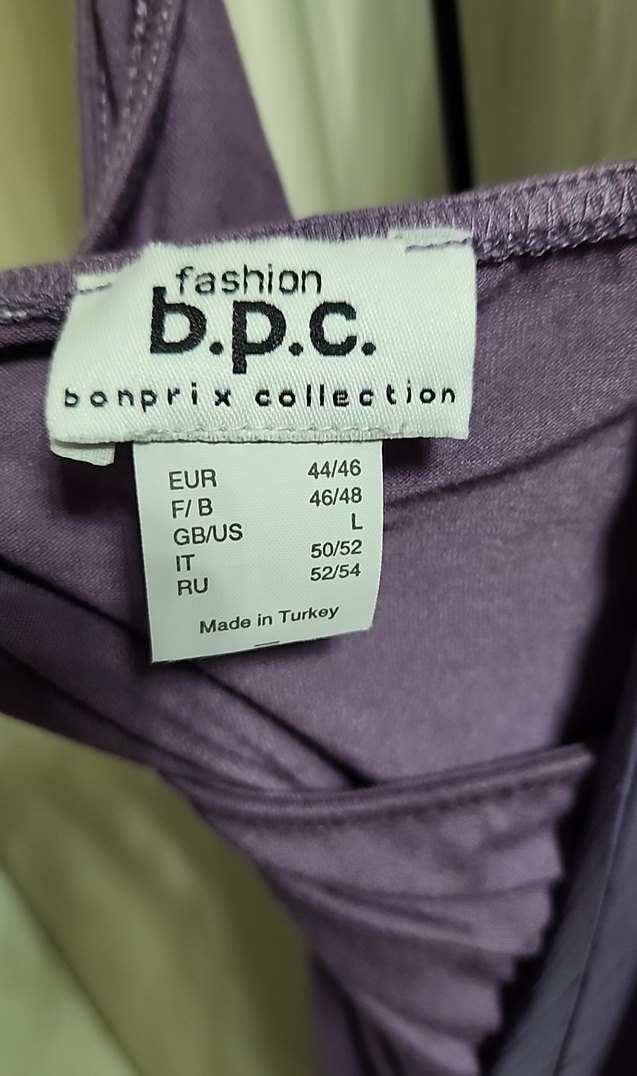 fashion
b.p.c.
bonprix collection
EUR 44/46
F/B 46/48
GB/US L
IT 50/52
RU 52/54
Made in Turkey